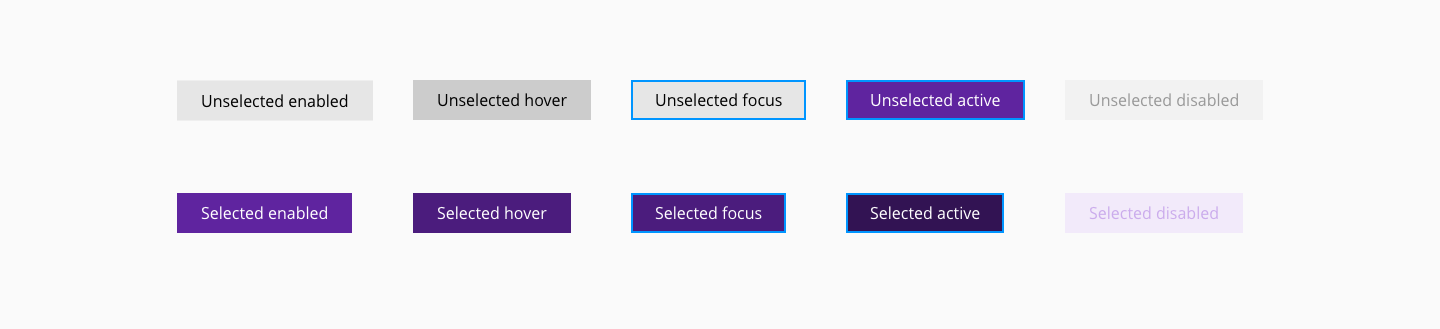 Unselected enabled
Unselected hover
Unselected focus
Unselected active
Unselected disabled
Selected enabled
Selected hover
Selected focus
Selected active
Selected disabled